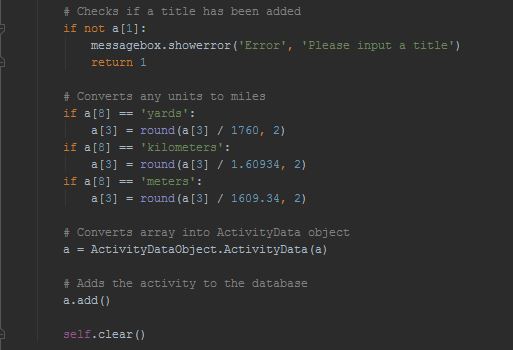 # Checks if a title has been added
if not a[1]:
    messagebox.showerror('Error', 'Please input a title')
    return 1
# Converts any units to miles
if a[8] == 'yards':
    a[3] = round(a[3] / 1760, 2)
if a[8] == 'kilometers':
    a[3] = round(a[3] / 1.60934, 2)
if a[8] == 'meters':
    a[3] = round(a[3] / 1609.34, 2)
# Converts array into ActivityData object
a = ActivityDataObject.ActivityData(a)
# Adds the activity to the database
a.add()
self.clear()